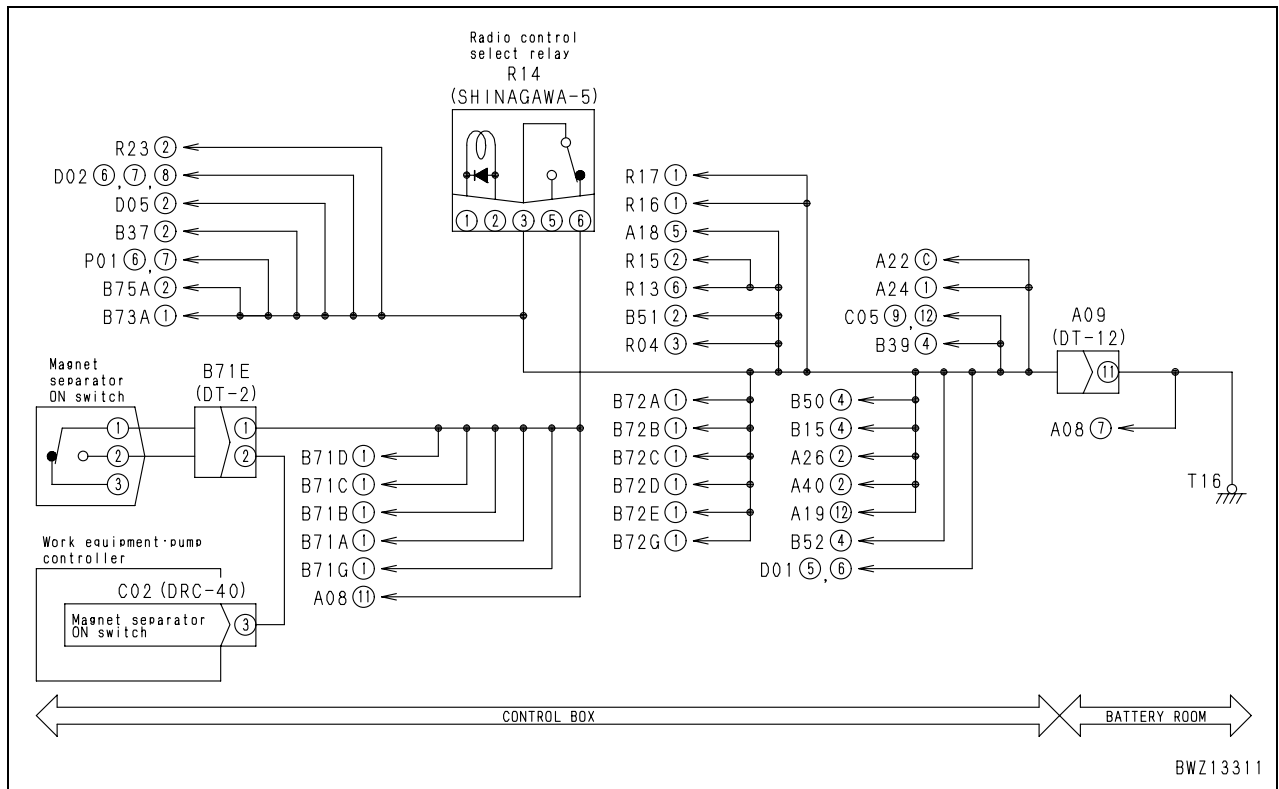 Radio control
select relay
R14
(SHINAGAWA-5)
① ② ③ ⑤ ⑥
R23 ②
D02 ⑥, ⑦, ⑧
D05 ②
B37 ②
P01 ⑥, ⑦
B75A ②
B73A ①
R17 ①
R16 ①
A18 ⑤
R15 ②
R13 ⑥
B51 ②
R04 ③
A22 Ⓒ
A24 ①
C05 ⑨, ⑫
B39 ④
A09
(DT-12)
⑪
A08 ⑦
T16
Magnet
separator
ON switch
①
②
③
B71E
(DT-2)
①
②
B71D ①
B71C ①
B71B ①
B71A ①
B71G ①
A08 ⑪
B72A ①
B72B ①
B72C ①
B72D ①
B72E ①
B72G ①
B50 ④
B15 ④
A26 ②
A40 ②
A19 ⑫
B52 ④
D01 ⑤, ⑥
Work equipment·pump
controller
C02 (DRC-40)
Magnet separator
ON switch
③
CONTROL BOX
BATTERY ROOM
BWZ13311